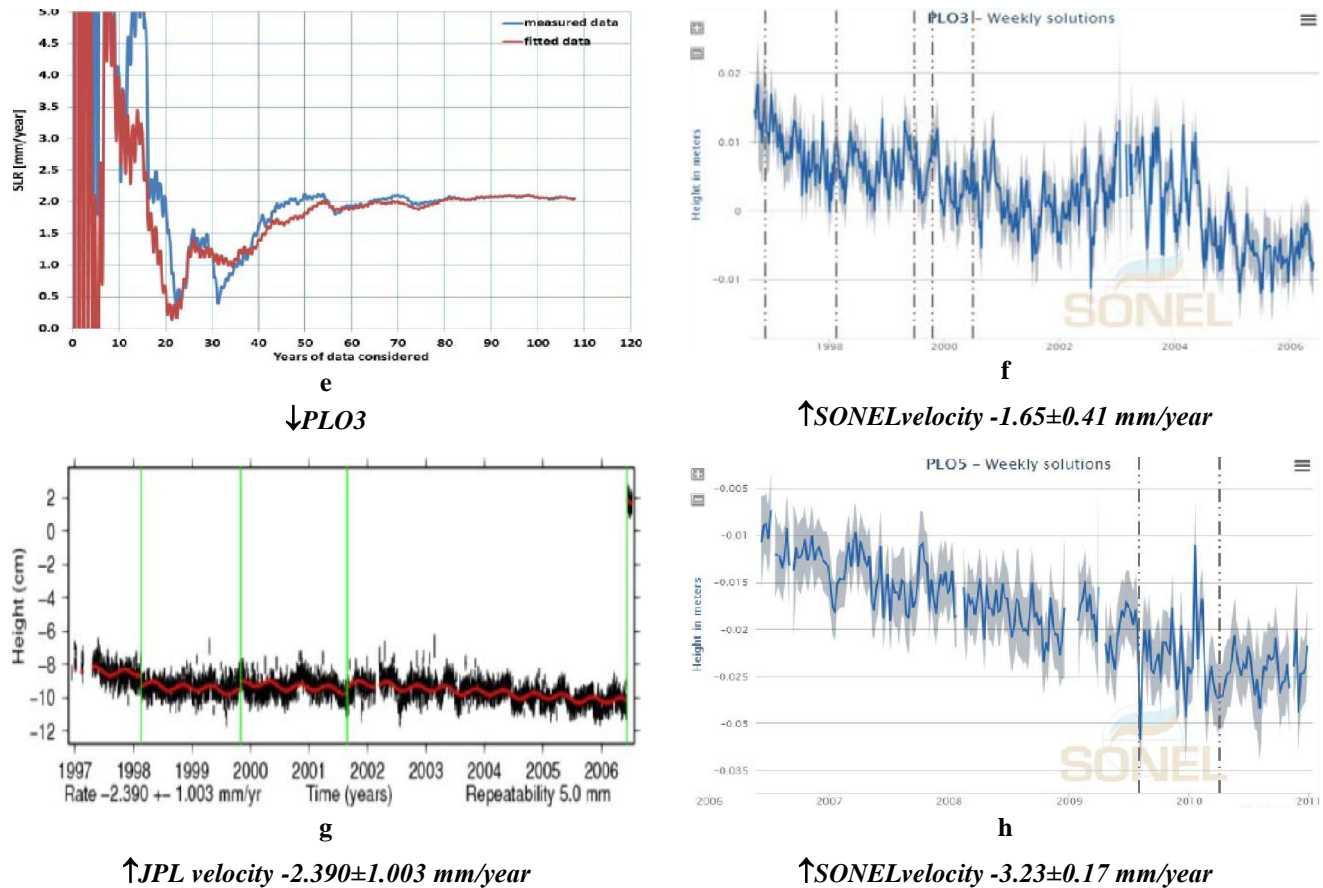 5.0
4.5
4.0
3.5
3.0
2.5
2.0
1.5
1.0
0.5
0.0
SLR [mm/year]
measured data
fitted data
0 10 20 30 40 50 60 70 80 90 100 110 120
Years of data considered
e
↓PLO3
PLO3 – Weekly solutions
0.02
0.01
0
-0.01
Height in meters
SONEL
1998 2000 2002 2004 2006
f
↑SONELvelocity -1.65±0.41 mm/year
2
0
-2
-4
-6
-8
-10
-12
Height (cm)
1997 1998 1999 2000 2001 2002 2003 2004 2005 2006
Rate -2.390 +- 1.003 mm/yr Time (years) Repeatability 5.0 mm
g
↑JPL velocity -2.390±1.003 mm/year
PLO5 – Weekly solutions
-0.005
-0.01
-0.015
-0.02
-0.025
-0.03
-0.035
Height in meters
SONEL
2006 2007 2008 2009 2010 2011
h
↑SONELvelocity -3.23±0.17 mm/year